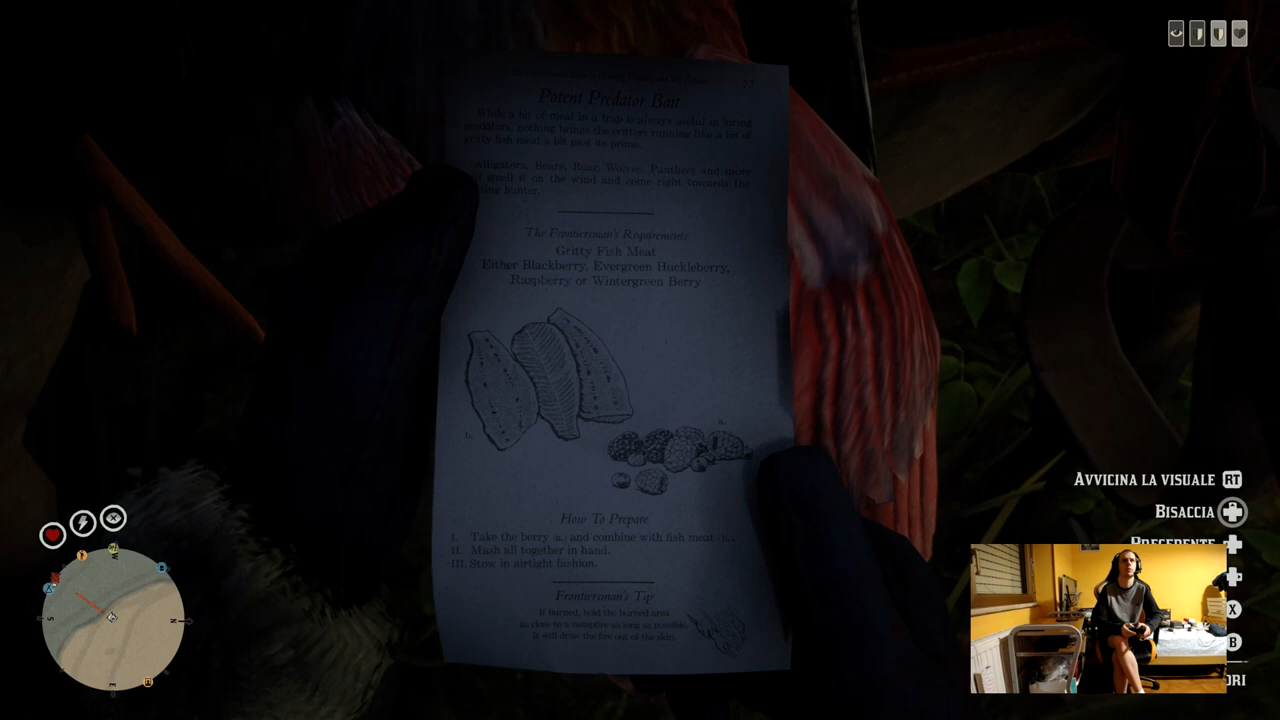 77
Potent Predator Bait
While a bit of meat in a trap is always useful in luring
predators, nothing brings the critters running like a bit of
gritty fish meat a bit past its prime.
Alligators, Bears, Boar, Wolves, Panthers and more
smell it on the wind and come right towards the
hunter.
The Frontiersman's Requirements
Gritty Fish Meat
Either Blackberry, Evergreen Huckleberry,
Raspberry or Wintergreen Berry
a.
b.
How To Prepare
I. Take the berry (a.) and combine with fish meat (b.).
II. Mash all together in hand.
III. Stow in airtight fashion.
Frontiersman's Tip
If burned, hold the burned area
as close to a campfire as long as possible.
It will draw the fire out of the skin.
AVVICINA LA VISUALE RT
BISACCIA
PRECEDENTE
X
B
ORI
W
S
N
E